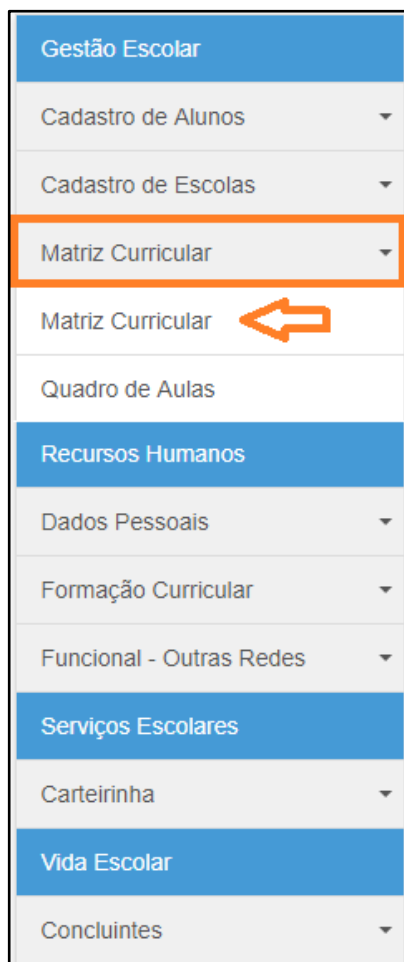 Gestão Escolar
Cadastro de Alunos
Cadastro de Escolas
Matriz Curricular
Matriz Curricular
Quadro de Aulas
Recursos Humanos
Dados Pessoais
Formação Curricular
Funcional - Outras Redes
Serviços Escolares
Carteirinha
Vida Escolar
Concluintes